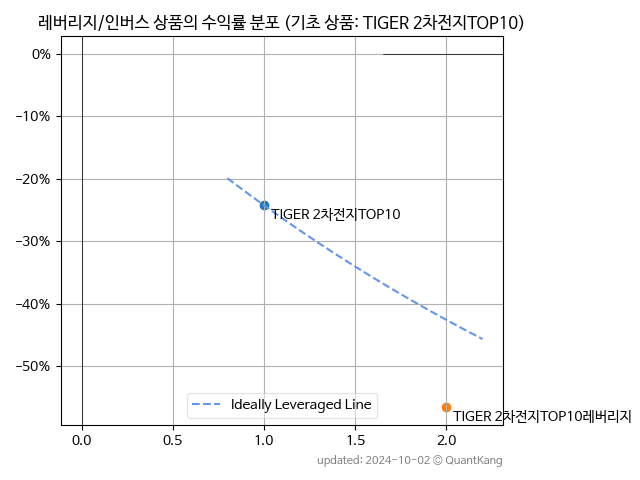 레버리지/인버스 상품의 수익률 분포 (기초 상품: TIGER 2차전지TOP10)
0%
−10%
−20%
TIGER 2차전지TOP10
−30%
−40%
−50%
Ideally Leveraged Line
TIGER 2차전지TOP10레버리지
0.0 0.5 1.0 1.5 2.0
updated: 2024-10-02 © QuantKang